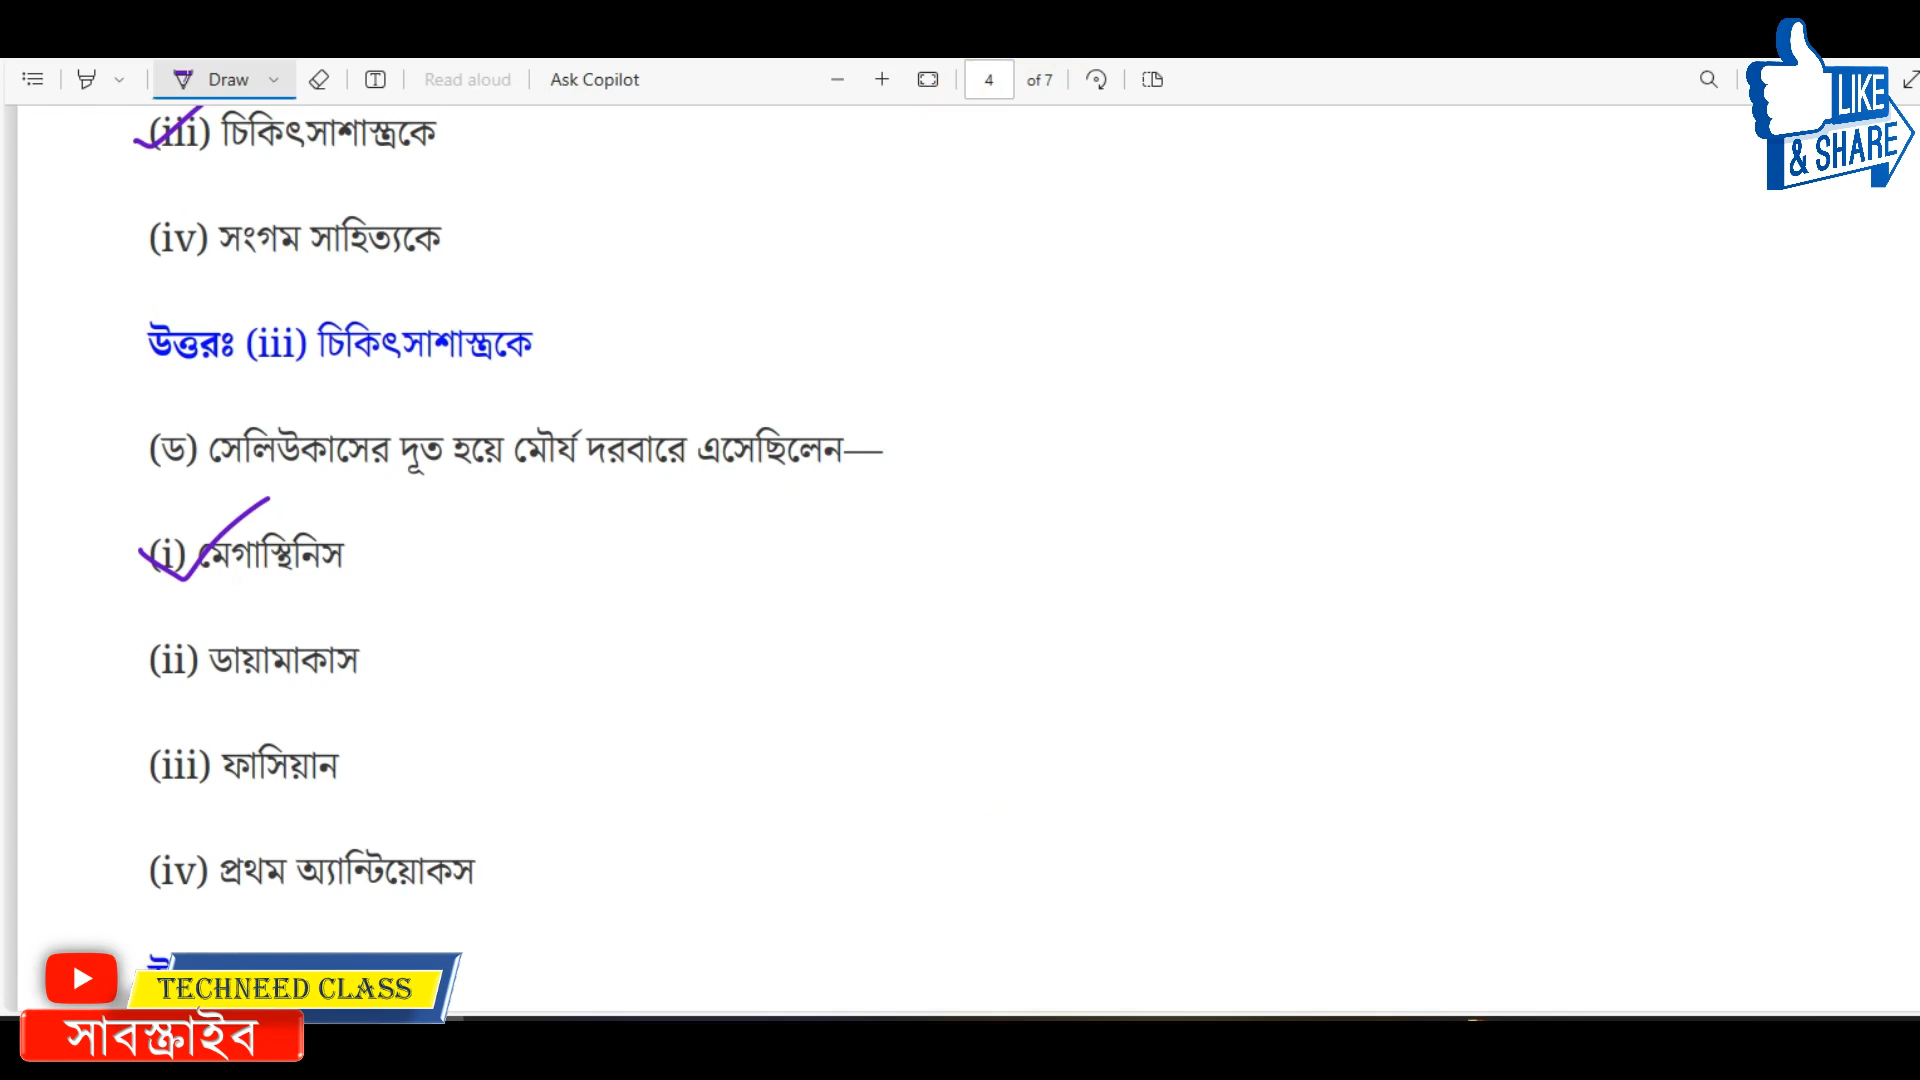 Draw
Read aloud
Ask Copilot
4 of 7
LIKE
& SHARE
(iii) চিকিৎসাশাস্ত্রকে
(iv) সংগম সাহিত্যকে
উত্তরঃ (iii) চিকিৎসাশাস্ত্রকে
(ড) সেলিউকাসের দূত হয়ে মৌর্য দরবারে এসেছিলেন—
(i) মেগাস্থিনিস
(ii) ডায়ামাকাস
(iii) ফাসিয়ান
(iv) প্রথম অ্যান্টিয়োকস
TECHNEED CLASS
সাবস্ক্রাইব